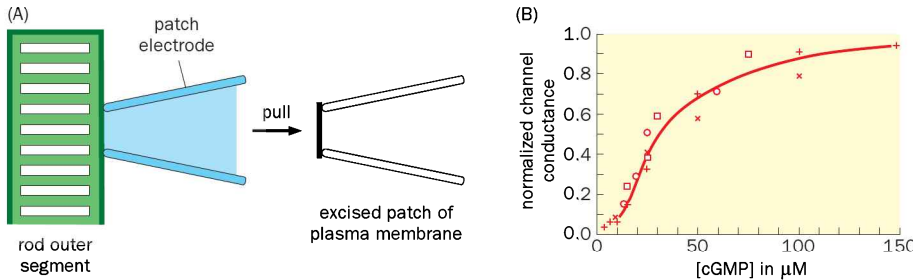 (A)
patch
electrode
pull
rod outer
segment
excised patch of
plasma membrane
(B)
normalized channel
conductance
1.0
0.8
0.6
0.4
0.2
0.0
0
50
100
150
[cGMP] in μM